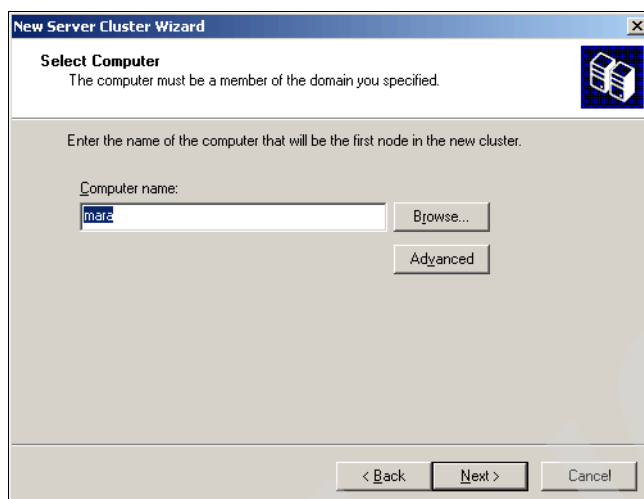 New Server Cluster Wizard
Select Computer
The computer must be a member of the domain you specified.
Enter the name of the computer that will be the first node in the new cluster.
Computer name:
mara
Browse...
Advanced
< Back
Next >
Cancel